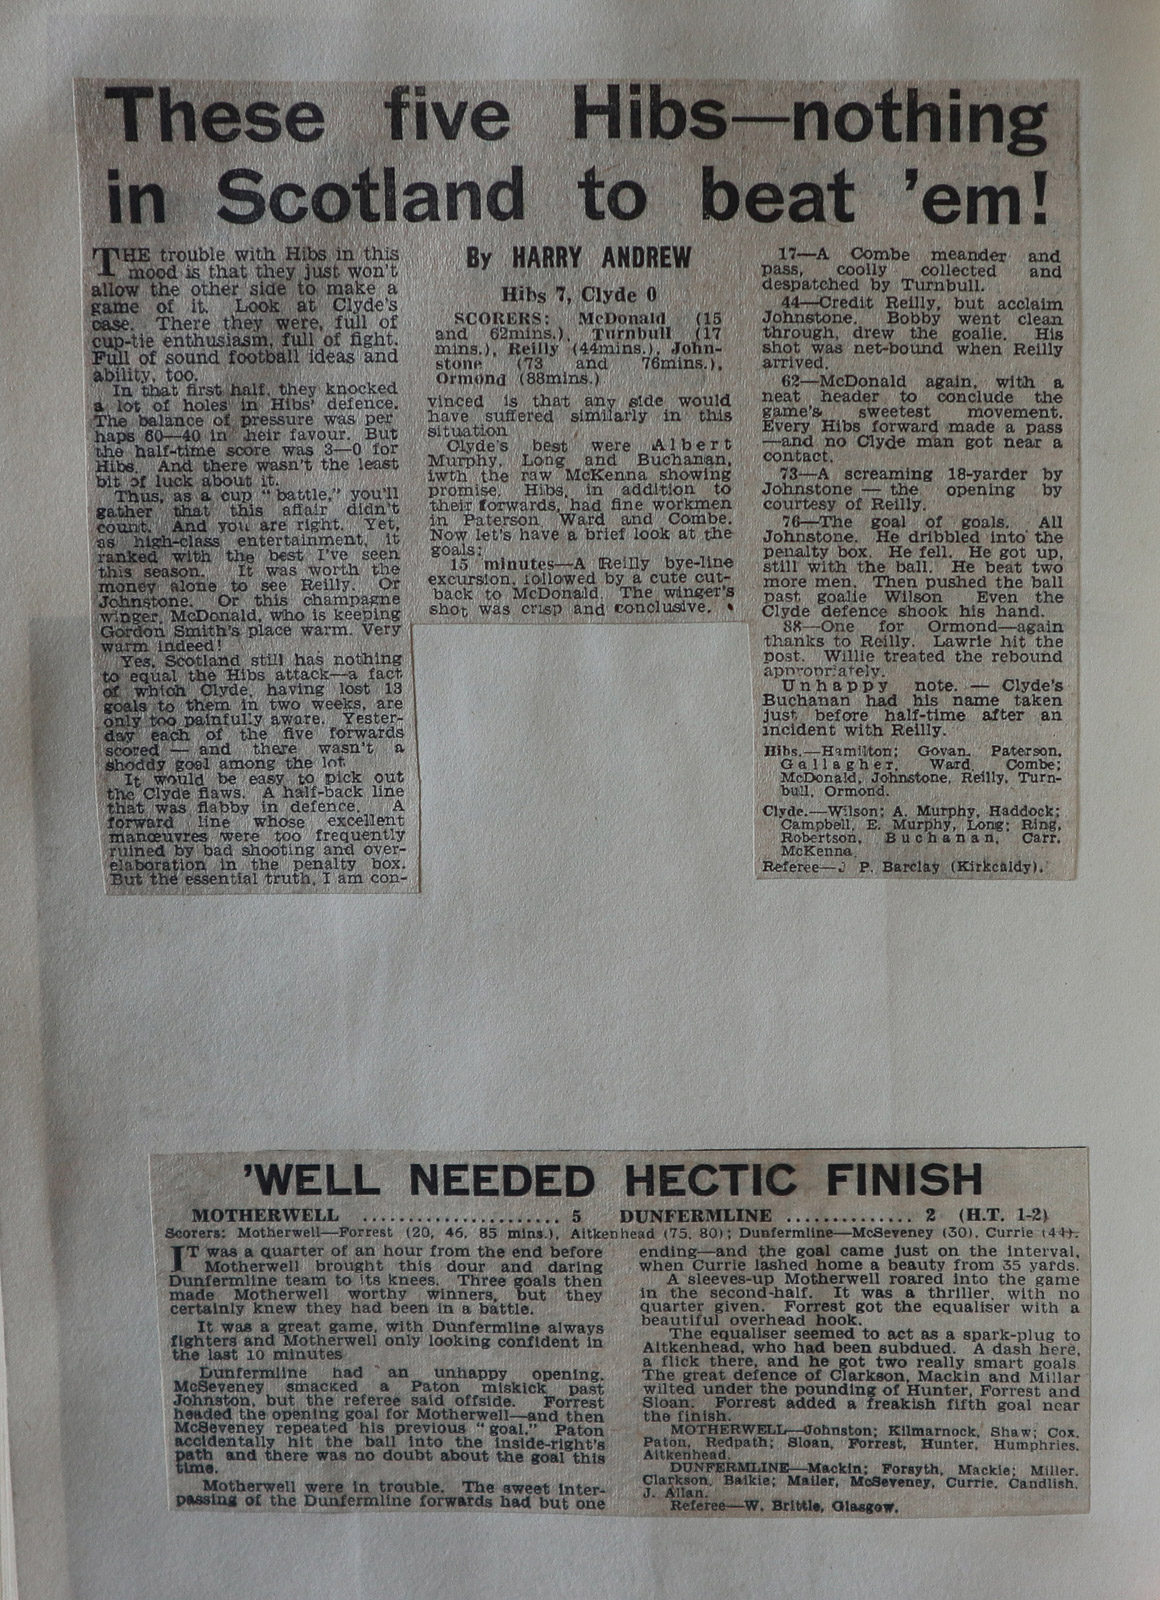 These five Hibs—nothing
in Scotland to beat 'em!
THE trouble with Hibs in this
mood is that they just won't
allow the other side to make a
game of it. Look at Clyde's
case. There they were, full of
cup-tie enthusiasm, full of fight.
Full of sound football ideas and
ability, too.
In that first half, they knocked
a lot of holes in Hibs' defence.
The balance of pressure was per
haps 60—40 in heir favour. But
the half-time score was 3—0 for
Hibs. And there wasn't the least
bit of luck about it.
Thus, as a cup "battle," you'll
gather that this affair didn't
count. And you are right. Yet,
as high-class entertainment, it
ranked with the best I've seen
this season. It was worth the
money alone to see Reilly. Or
Johnstone. Or this champagne
winger, McDonald, who is keeping
Gordon Smith's place warm. Very
warm indeed!
Yes, Scotland still has nothing
to equal the Hibs attack—a fact
of which Clyde, having lost 13
goals to them in two weeks, are
only too painfully aware. Yester-
day each of the five forwards
scored — and there wasn't a
shoddy goal among the lot
It would be easy to pick out
the Clyde flaws. A half-back line
that was flabby in defence. A
forward line whose excellent
manœuvres were too frequently
ruined by bad shooting and over-
elaboration in the penalty box.
But the essential truth, I am con-
By HARRY ANDREW
Hibs 7, Clyde 0
SCORERS: McDonald (15
and 62mins.), Turnbull (17
mins.), Reilly (44mins.), John-
stone (73 and 76mins.),
Ormond (88mins.)
vinced is that any side would
have suffered similarly in this
situation
Clyde's best were Albert
Murphy, Long and Buchanan,
iwth the raw McKenna showing
promise. Hibs, in addition to
their forwards, had fine workmen
in Paterson, Ward and Combe.
Now let's have a brief look at the
goals:
15 minutes—A Reilly bye-line
excursion, followed by a cute cut-
back to McDonald. The winger's
shot was crisp and conclusive.
17—A Combe meander and
pass, coolly collected and
despatched by Turnbull.
44—Credit Reilly, but acclaim
Johnstone. Bobby went clean
through, drew the goalie. His
shot was net-bound when Reilly
arrived.
62—McDonald again, with a
neat header to conclude the
game's sweetest movement.
Every Hibs forward made a pass
—and no Clyde man got near a
contact.
73—A screaming 18-yarder by
Johnstone — the opening by
courtesy of Reilly.
76—The goal of goals. All
Johnstone. He dribbled into the
penalty box. He fell. He got up,
still with the ball. He beat two
more men. Then pushed the ball
past goalie Wilson Even the
Clyde defence shook his hand.
88—One for Ormond—again
thanks to Reilly. Lawrie hit the
post. Willie treated the rebound
appropriately.
Unhappy note. — Clyde's
Buchanan had his name taken
just before half-time after an
incident with Reilly.
Hibs.—Hamilton; Govan, Paterson,
Gallagher, Ward, Combe;
McDonald, Johnstone, Reilly, Turn-
bull, Ormond.
Clyde.—Wilson; A. Murphy, Haddock;
Campbell, E. Murphy, Long; Ring,
Robertson, Buchanan, Carr,
McKenna
Referee—J P. Barclay (Kirkcaldy).
'WELL NEEDED HECTIC FINISH
MOTHERWELL ..................... 5 DUNFERMLINE ............. 2 (H.T. 1-2)
Scorers: Motherwell—Forrest (20, 46, 85 mins.), Aitkenhead (75, 80); Dunfermline—McSeveney (30), Currie (44).
IT was a quarter of an hour from the end before
Motherwell brought this dour and daring
Dunfermline team to its knees. Three goals then
made Motherwell worthy winners, but they
certainly knew they had been in a battle.
It was a great game, with Dunfermline always
fighters and Motherwell only looking confident in
the last 10 minutes
Dunfermline had an unhappy opening.
McSeveney smacked a Paton miskick past
Johnston, but the referee said offside. Forrest
headed the opening goal for Motherwell—and then
McSeveney repeated his previous "goal." Paton
accidentally hit the ball into the inside-right's
path and there was no doubt about the goal this
time.
Motherwell were in trouble. The sweet inter-
passing of the Dunfermline forwards had but one
ending—and the goal came just on the interval,
when Currie lashed home a beauty from 35 yards.
A sleeves-up Motherwell roared into the game
in the second-half. It was a thriller, with no
quarter given. Forrest got the equaliser with a
beautiful overhead hook.
The equaliser seemed to act as a spark-plug to
Aitkenhead, who had been subdued. A dash here,
a flick there, and he got two really smart goals
The great defence of Clarkson, Mackin and Millar
wilted under the pounding of Hunter, Forrest and
Sloan. Forrest added a freakish fifth goal near
the finish.
MOTHERWELL—Johnston; Kilmarnock, Shaw; Cox,
Paton, Redpath; Sloan, Forrest, Hunter, Humphries,
Aitkenhead.
DUNFERMLINE—Mackin; Forsyth, Mackie; Miller,
Clarkson, Baikie; Mailer, McSeveney, Currie, Candlish,
J. Allan.
Referee—W. Brittle, Glasgow.